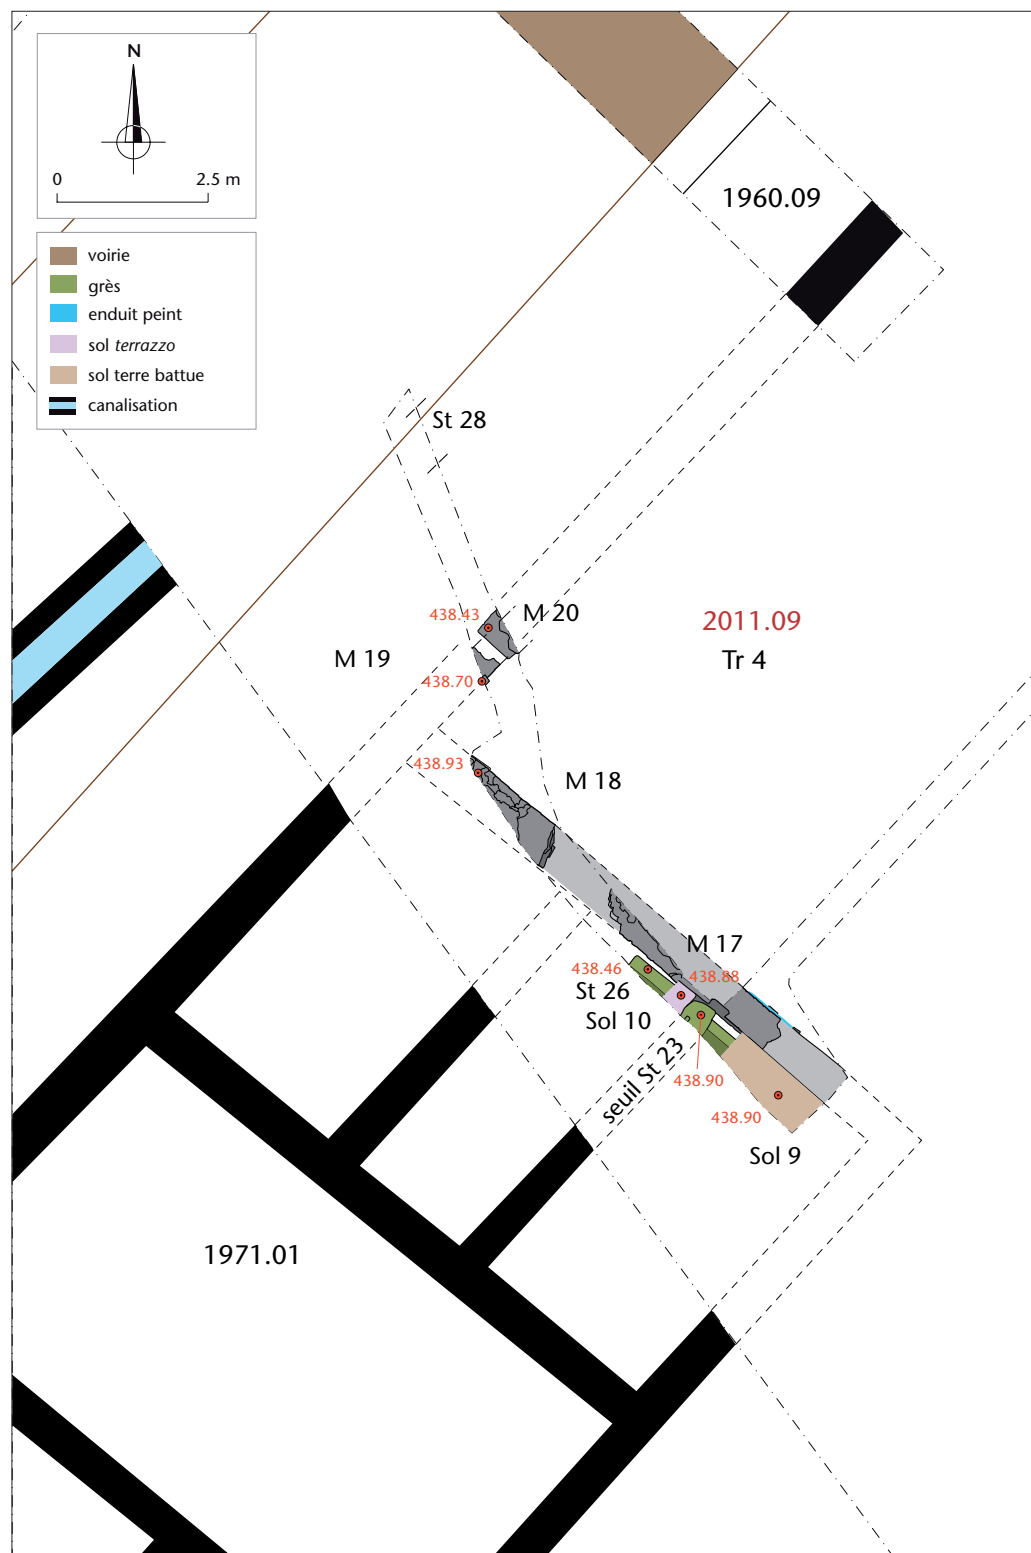 N
0 2.5 m
voirie
grès
enduit peint
sol terrazzo
sol terre battue
canalisation
1960.09
St 28
438.43
M 20
2011.09
Tr 4
M 19
438.70
438.93
M 18
M 17
438.46
438.88
St 26
Sol 10
seuil St 23
438.90
438.90
Sol 9
1971.01